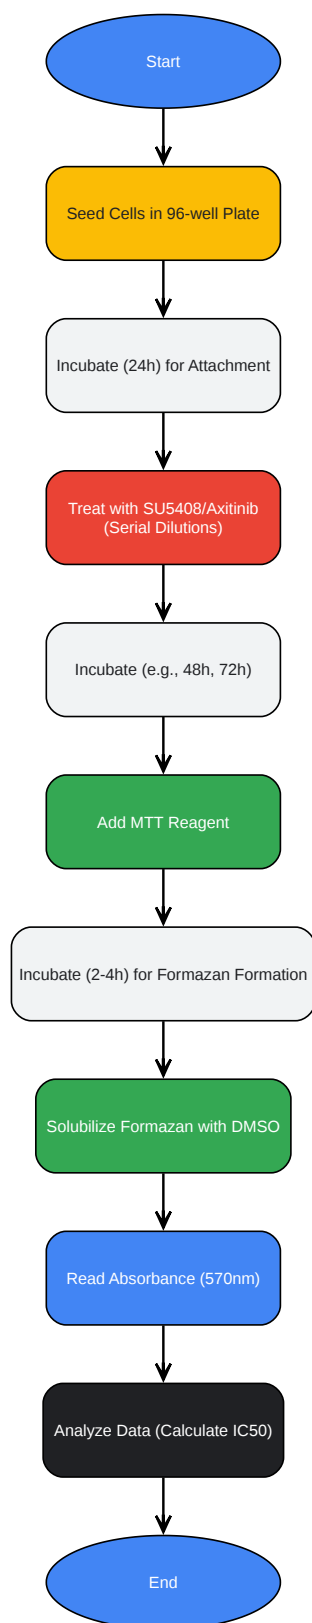 Start
Seed Cells in 96-well Plate
Incubate (24h) for Attachment
Treat with SU5408/Axitinib
(Serial Dilutions)
Incubate (e.g., 48h, 72h)
Add MTT Reagent
Incubate (2-4h) for Formazan Formation
Solubilize Formazan with DMSO
Read Absorbance (570nm)
Analyze Data (Calculate IC50)
End